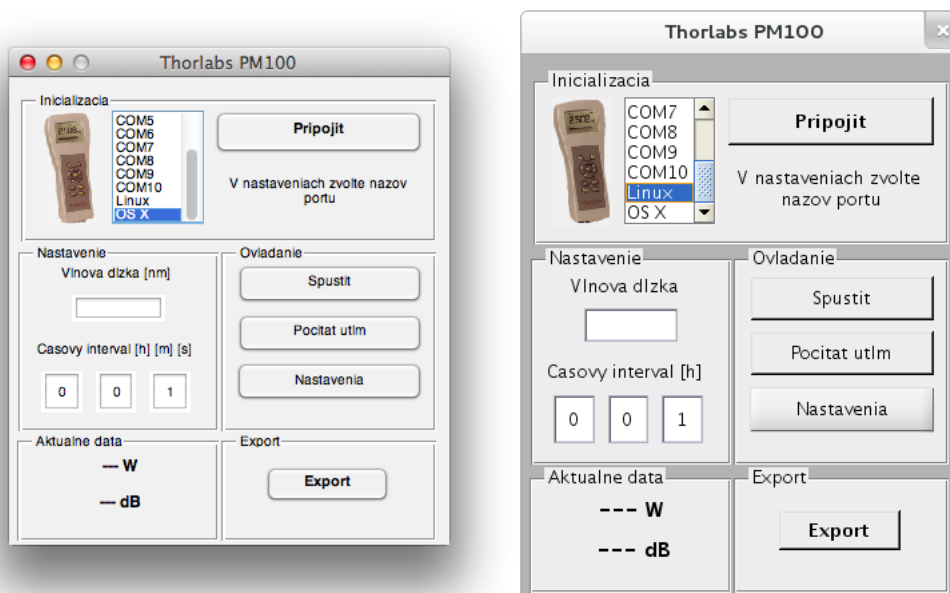 Thorlabs PM100
Inicializacia
COM5
COM6
COM7
COM8
COM9
COM10
Linux
OS X
Pripojit
V nastaveniach zvolte nazov
portu
Nastavenie
Vlnova dlzka [nm]
Casovy interval [h] [m] [s]
0 0 1
Ovladanie
Spustit
Pocitat utlm
Nastavenia
Aktualne data
--- W
--- dB
Export
Export
Thorlabs PM100
Inicializacia
COM7
COM8
COM9
COM10
Linux
OS X
Pripojit
V nastaveniach zvolte
nazov portu
Nastavenie
Vlnova dlzka
Casovy interval [h]
0 0 1
Ovladanie
Spustit
Pocitat utlm
Nastavenia
Aktualne data
--- W
--- dB
Export
Export